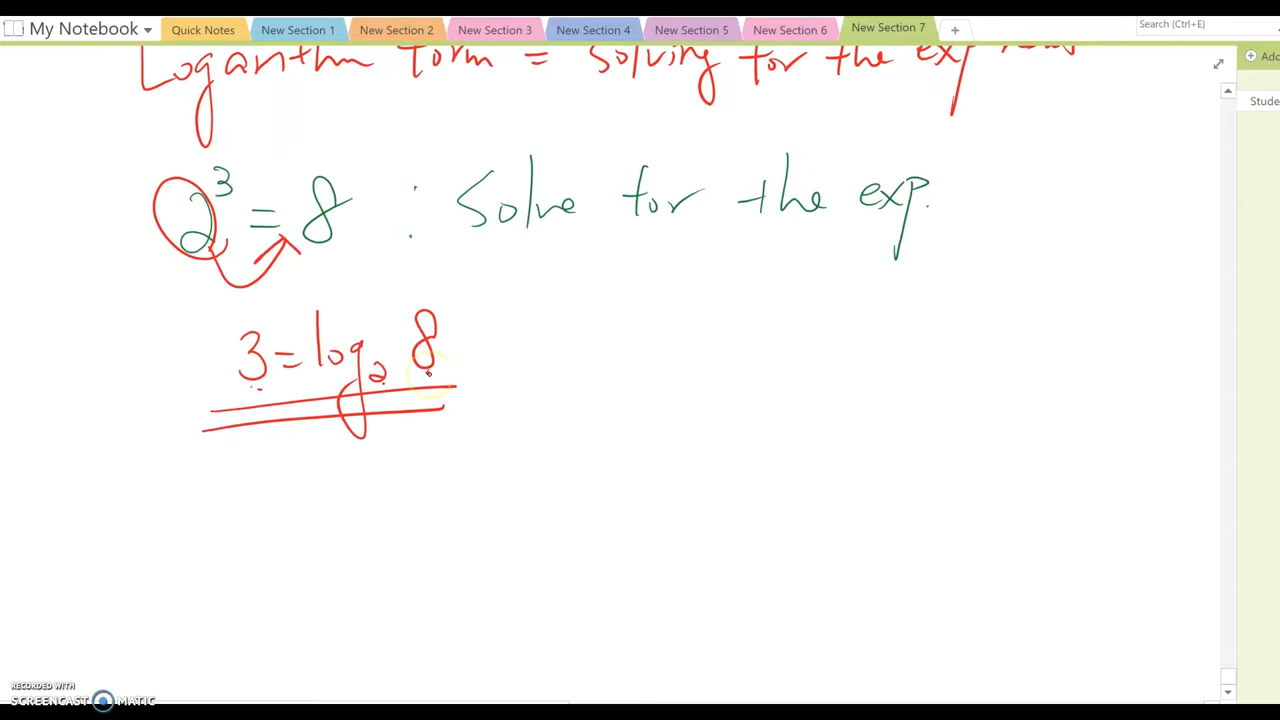 My Notebook
Quick Notes
New Section 1
New Section 2
New Section 3
New Section 4
New Section 5
New Section 6
New Section 7
Search (Ctrl+E)
Add
Stude
Logarithm form = solving for the
2³ = 8 : Solve for the exp.
3 = log₂ 8
RECORDED WITH
SCREENCAST MATIC